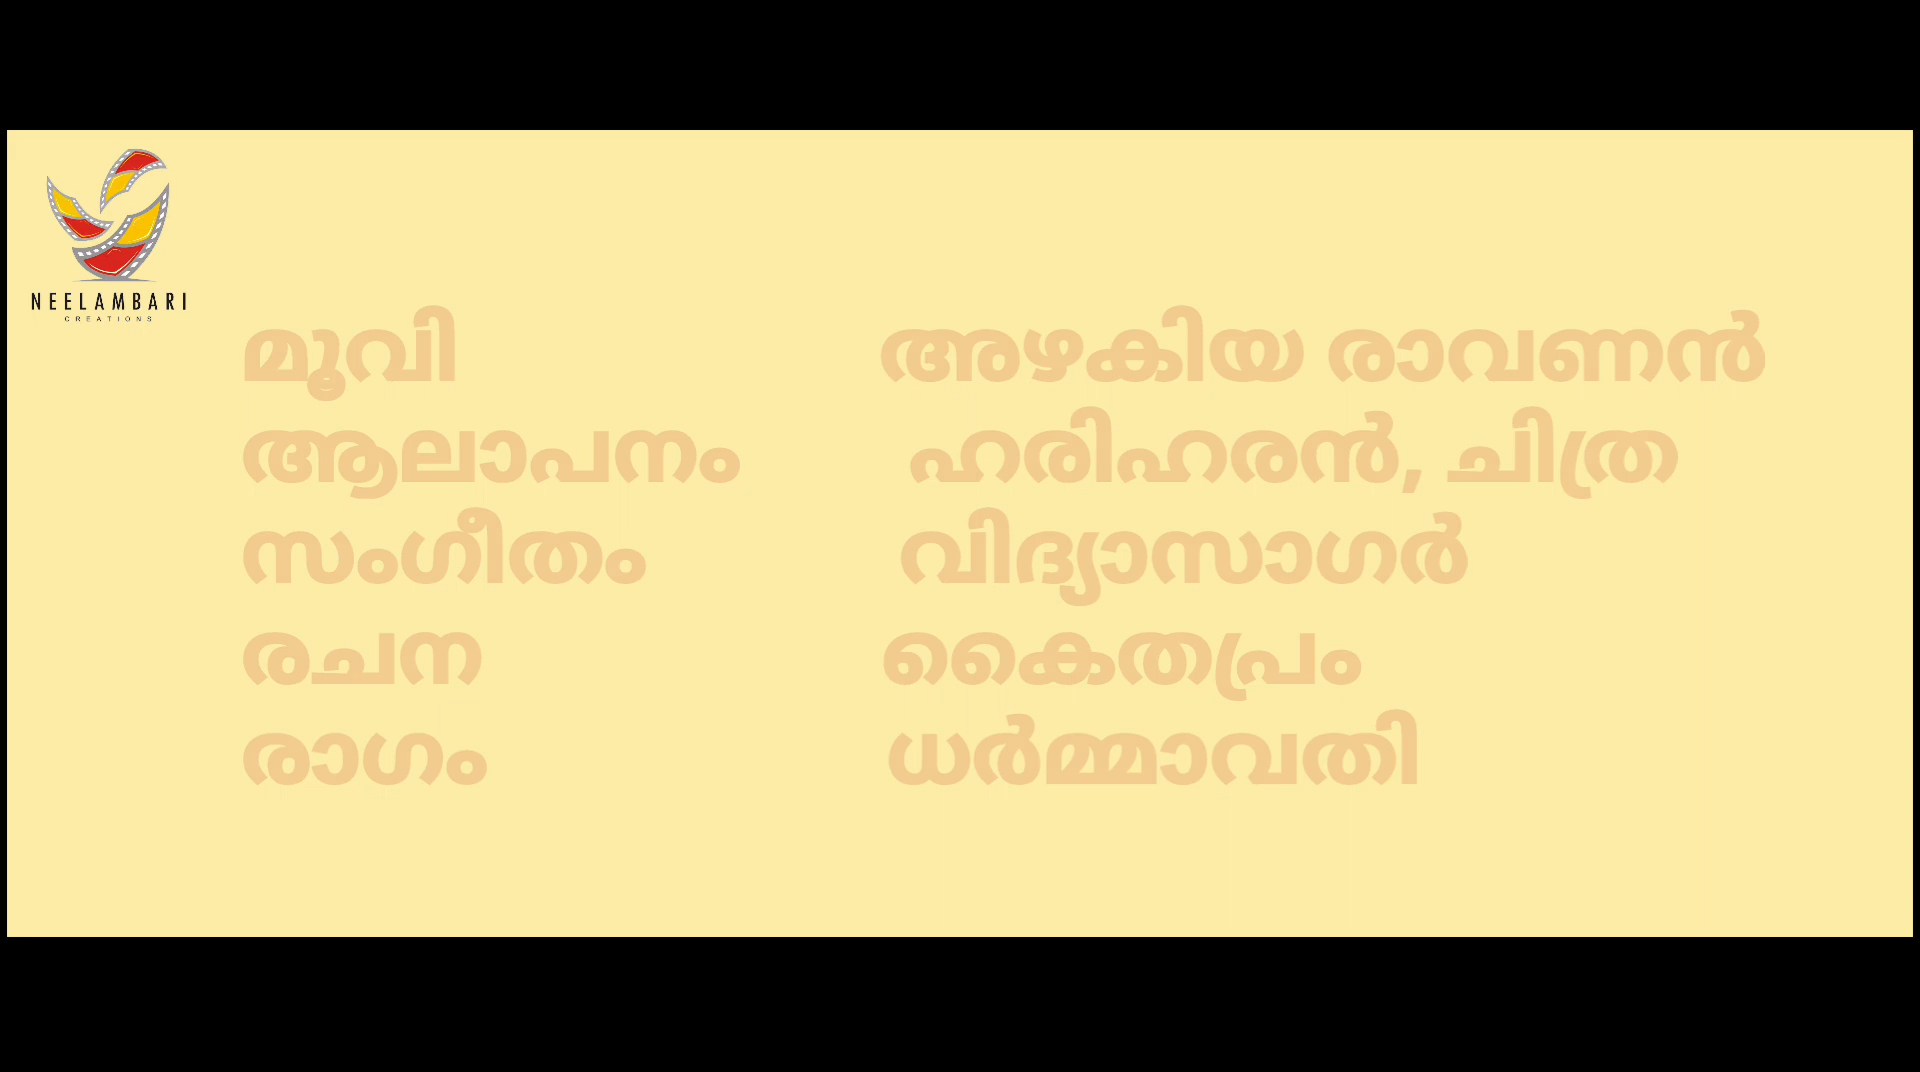 NEELAMBARI
CREATIONS
മൂവി അഴകിയ രാവണൻ
ആലാപനം ഹരിഹരൻ, ചിത്ര
സംഗീതം വിദ്യാസാഗർ
രചന കൈതപ്രം
രാഗം ധർമ്മാവതി